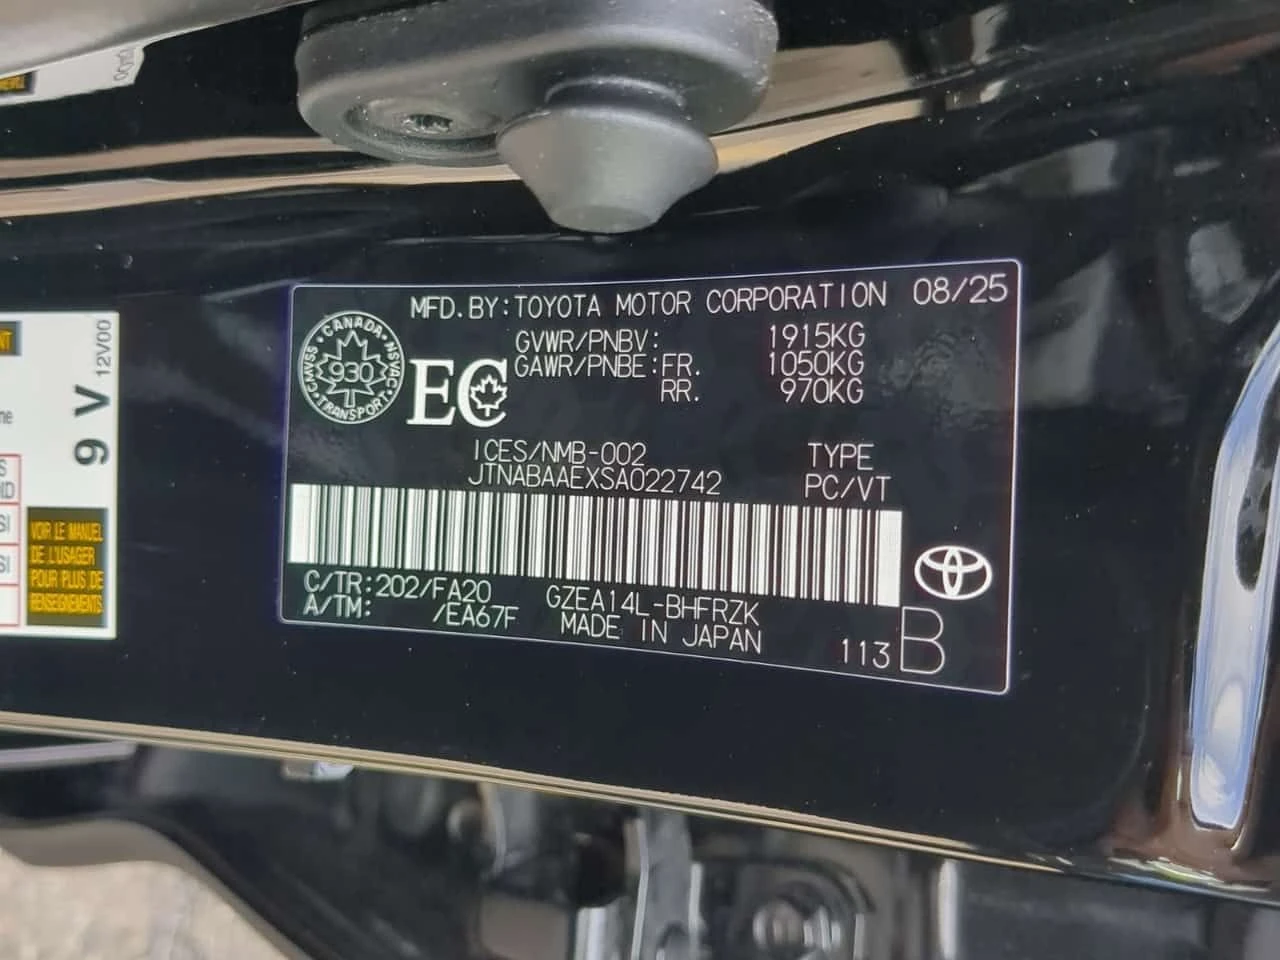 MFD.BY:TOYOTA MOTOR CORPORATION 08/25
GVWR/PNBV: 1915KG
GAWR/PNBE:FR. 1050KG
RR. 970KG
CANADA
CMVSS 930 NSVAC
TRANSPORT
EC
ICES/NMB-002 TYPE
JTNABAAEXSA022742 PC/VT
C/TR:202/FA20 GZEA14L-BHFRZK
A/TM: /EA67F MADE IN JAPAN
113 B
9 V
12V00
VOIR LE MANUEL
DE L'USAGER
POUR PLUS DE
RENSEIGNEMENTS